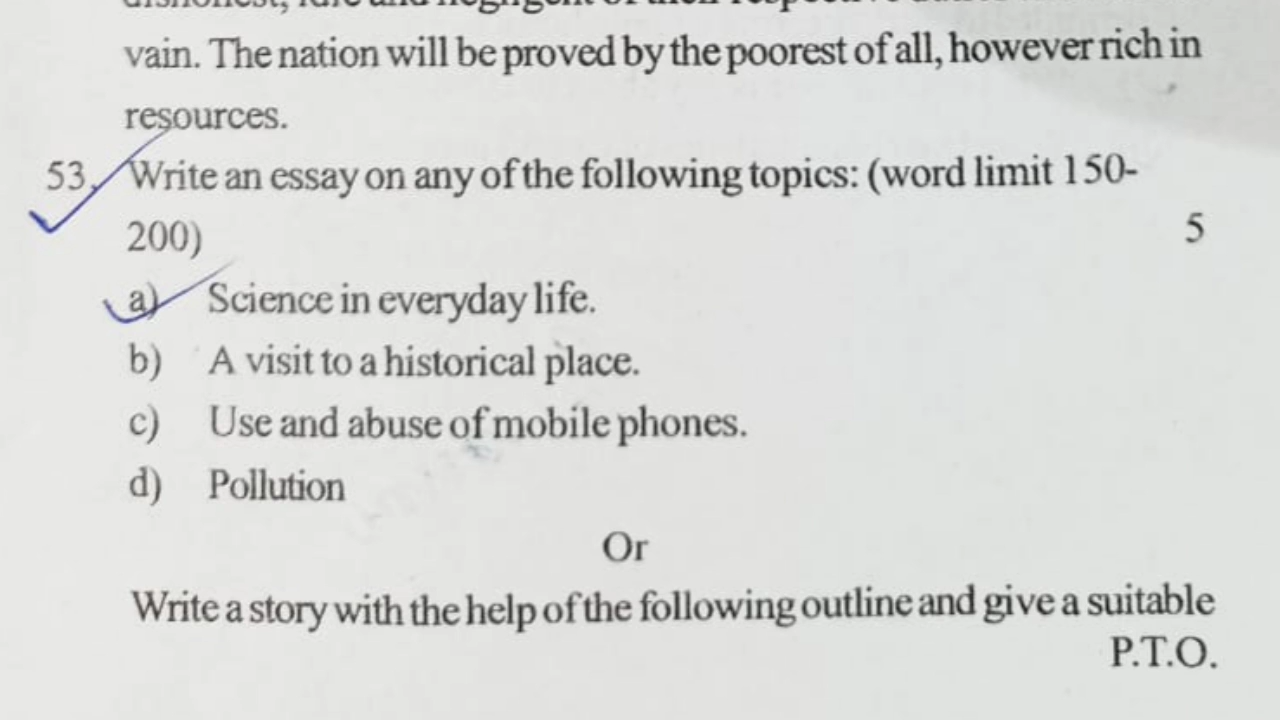 vain. The nation will be proved by the poorest of all, however rich in
resources.
53. Write an essay on any of the following topics: (word limit 150-
200) 5
a) Science in everyday life.
b) A visit to a historical place.
c) Use and abuse of mobile phones.
d) Pollution
Or
Write a story with the help of the following outline and give a suitable
P.T.O.